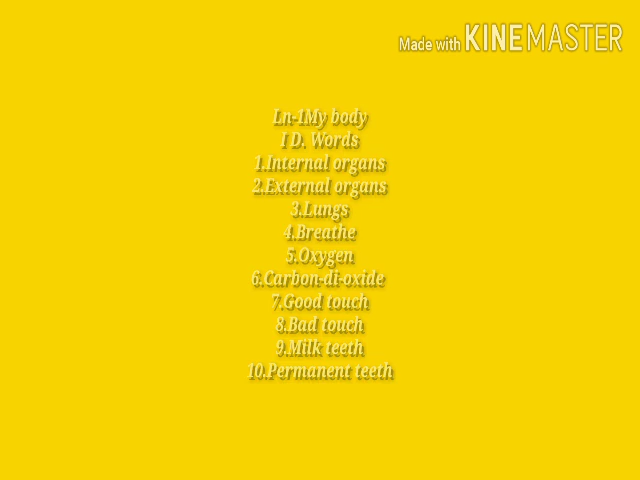 Made with KINEMASTER
Ln-1My body
I D. Words
1.Internal organs
2.External organs
3.Lungs
4.Breathe
5.Oxygen
6.Carbon-di-oxide
7.Good touch
8.Bad touch
9.Milk teeth
10.Permanent teeth